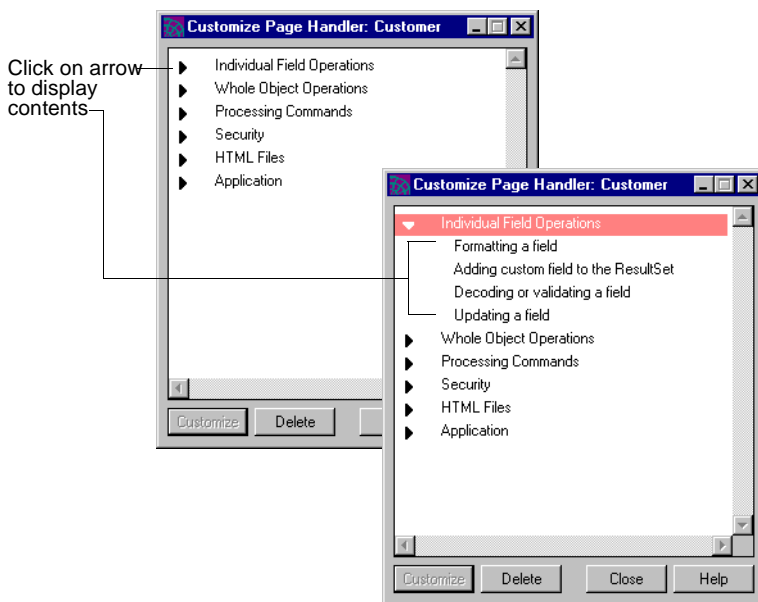 Customize Page Handler: Customer
Click on arrow
to display
contents
Individual Field Operations
Whole Object Operations
Processing Commands
Security
HTML Files
Application
Customize
Delete
Customize Page Handler: Customer
Individual Field Operations
Formatting a field
Adding custom field to the ResultSet
Decoding or validating a field
Updating a field
Whole Object Operations
Processing Commands
Security
HTML Files
Application
Customize
Delete
Close
Help